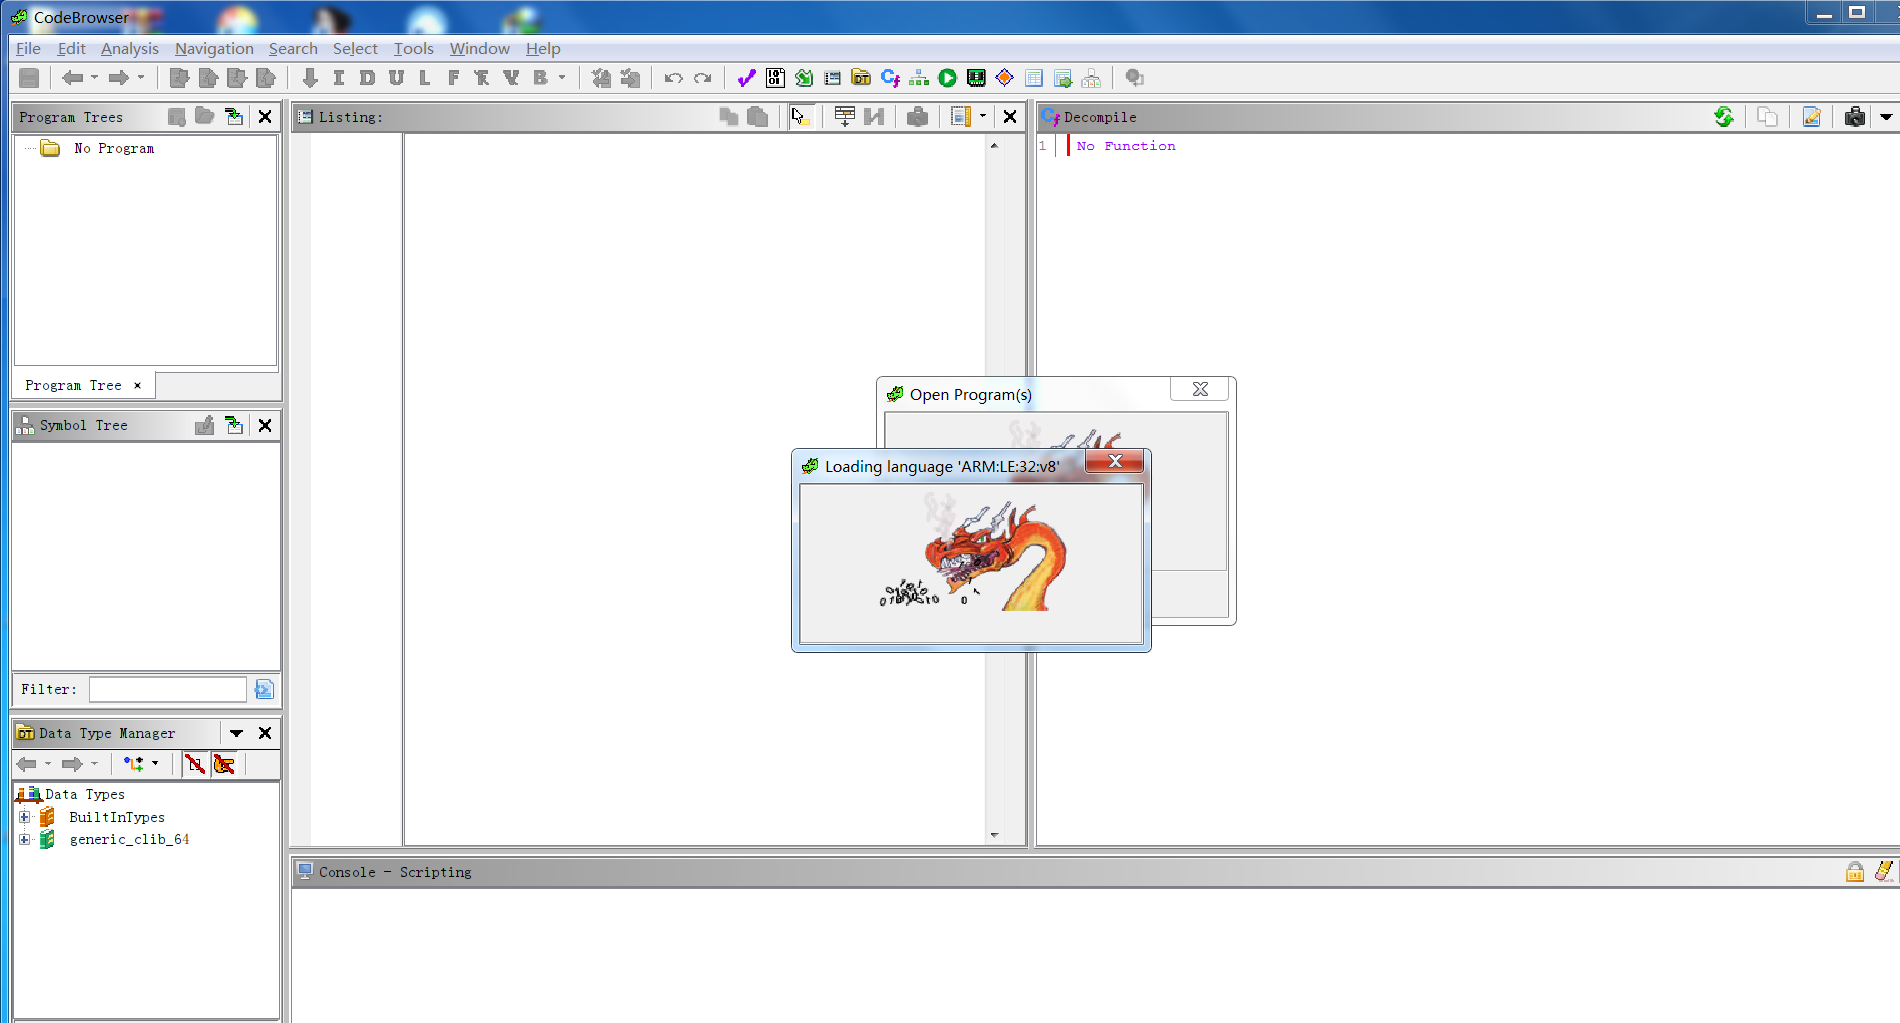 CodeBrowser
File Edit Analysis Navigation Search Select Tools Window Help
I D U L F B
Program Trees
Listing:
Decompile
No Program
1 No Function
Program Tree ×
Open Program(s)
Symbol Tree
Loading language 'ARM:LE:32:v8'
Filter:
Data Type Manager
Data Types
BuiltInTypes
generic_clib_64
Console - Scripting